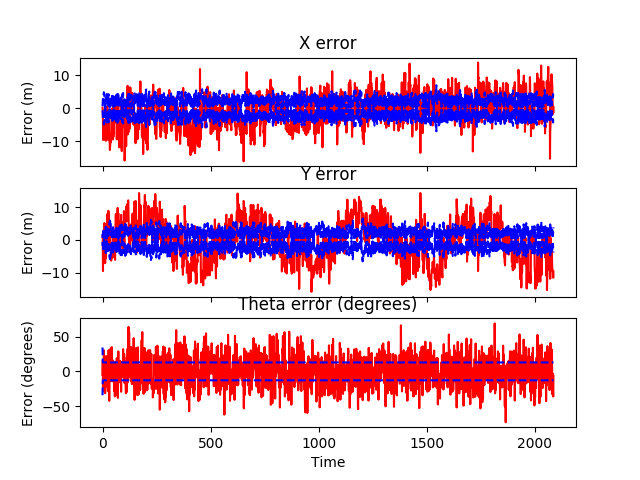 X error
10
0
−10
Error (m)
Y error
10
0
−10
Error (m)
Theta error (degrees)
50
0
−50
Error (degrees)
0 500 1000 1500 2000
Time